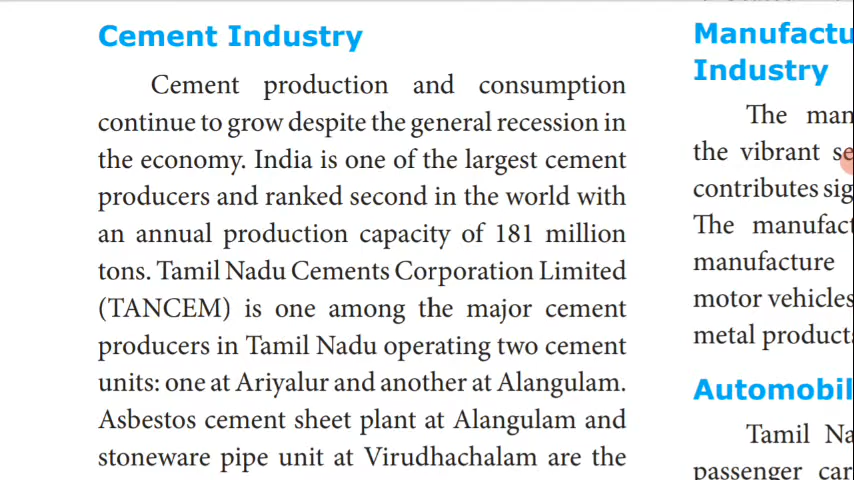 Cement Industry
Cement production and consumption
continue to grow despite the general recession in
the economy. India is one of the largest cement
producers and ranked second in the world with
an annual production capacity of 181 million
tons. Tamil Nadu Cements Corporation Limited
(TANCEM) is one among the major cement
producers in Tamil Nadu operating two cement
units: one at Ariyalur and another at Alangulam.
Asbestos cement sheet plant at Alangulam and
stoneware pipe unit at Virudhachalam are the
Manufactu
Industry
The man
the vibrant se
contributes sig
The manufact
manufacture
motor vehicles
metal products
Automobil
Tamil Na
passenger car